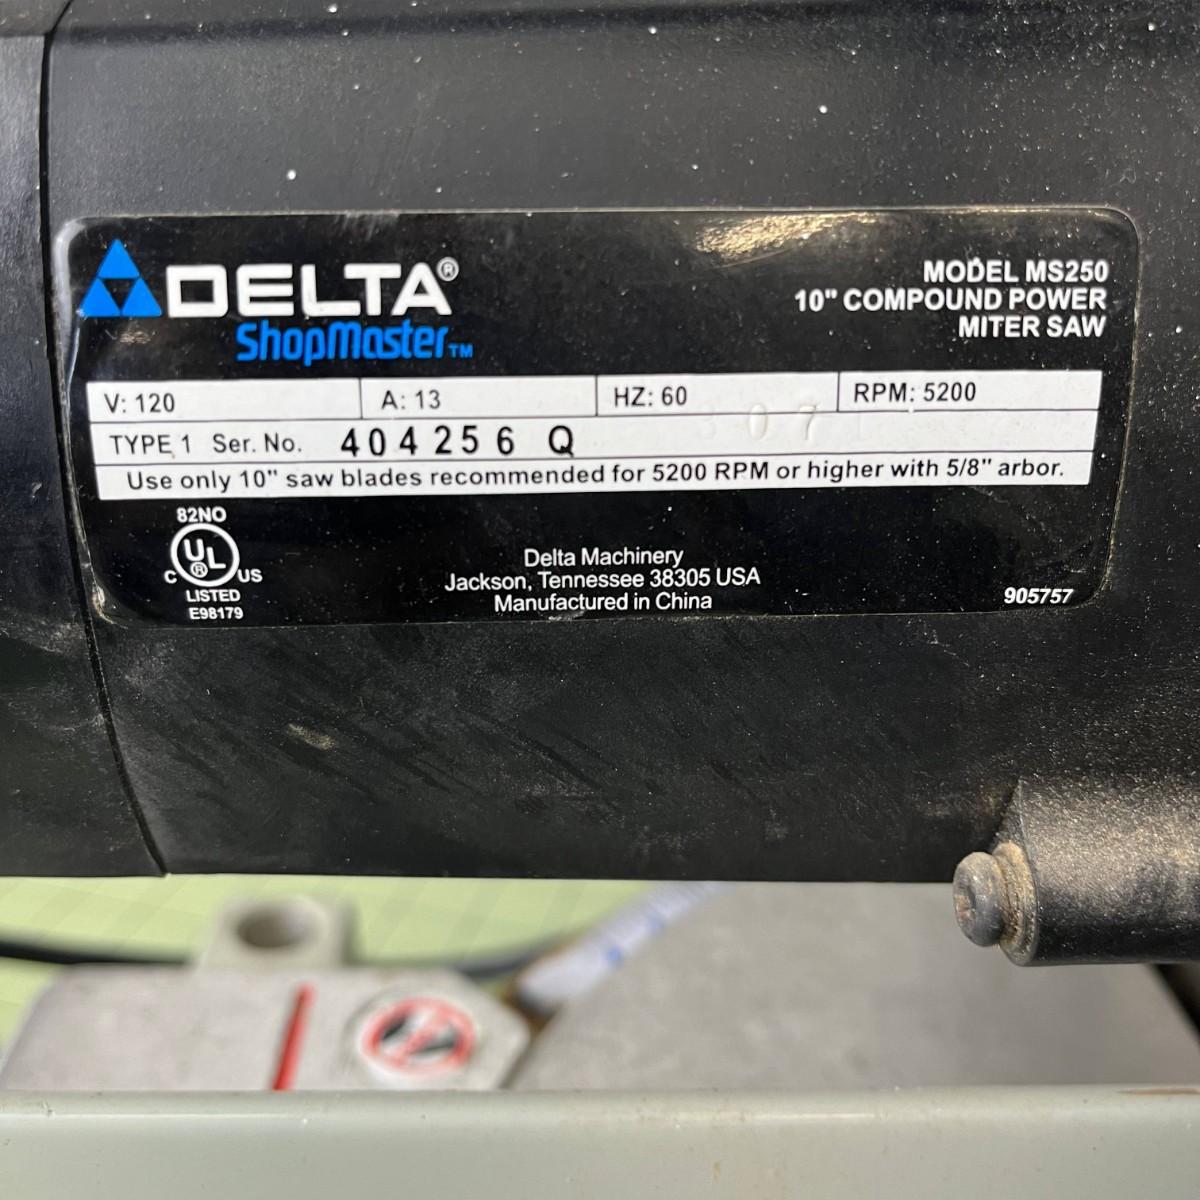 DELTA®
ShopMaster™
MODEL MS250
10" COMPOUND POWER
MITER SAW
V: 120 A: 13 HZ: 60 RPM: 5200
TYPE 1 Ser. No. 404256 Q 07
Use only 10" saw blades recommended for 5200 RPM or higher with 5/8" arbor.
82NO
C UL® US
LISTED
E98179
Delta Machinery
Jackson, Tennessee 38305 USA
Manufactured in China
905757